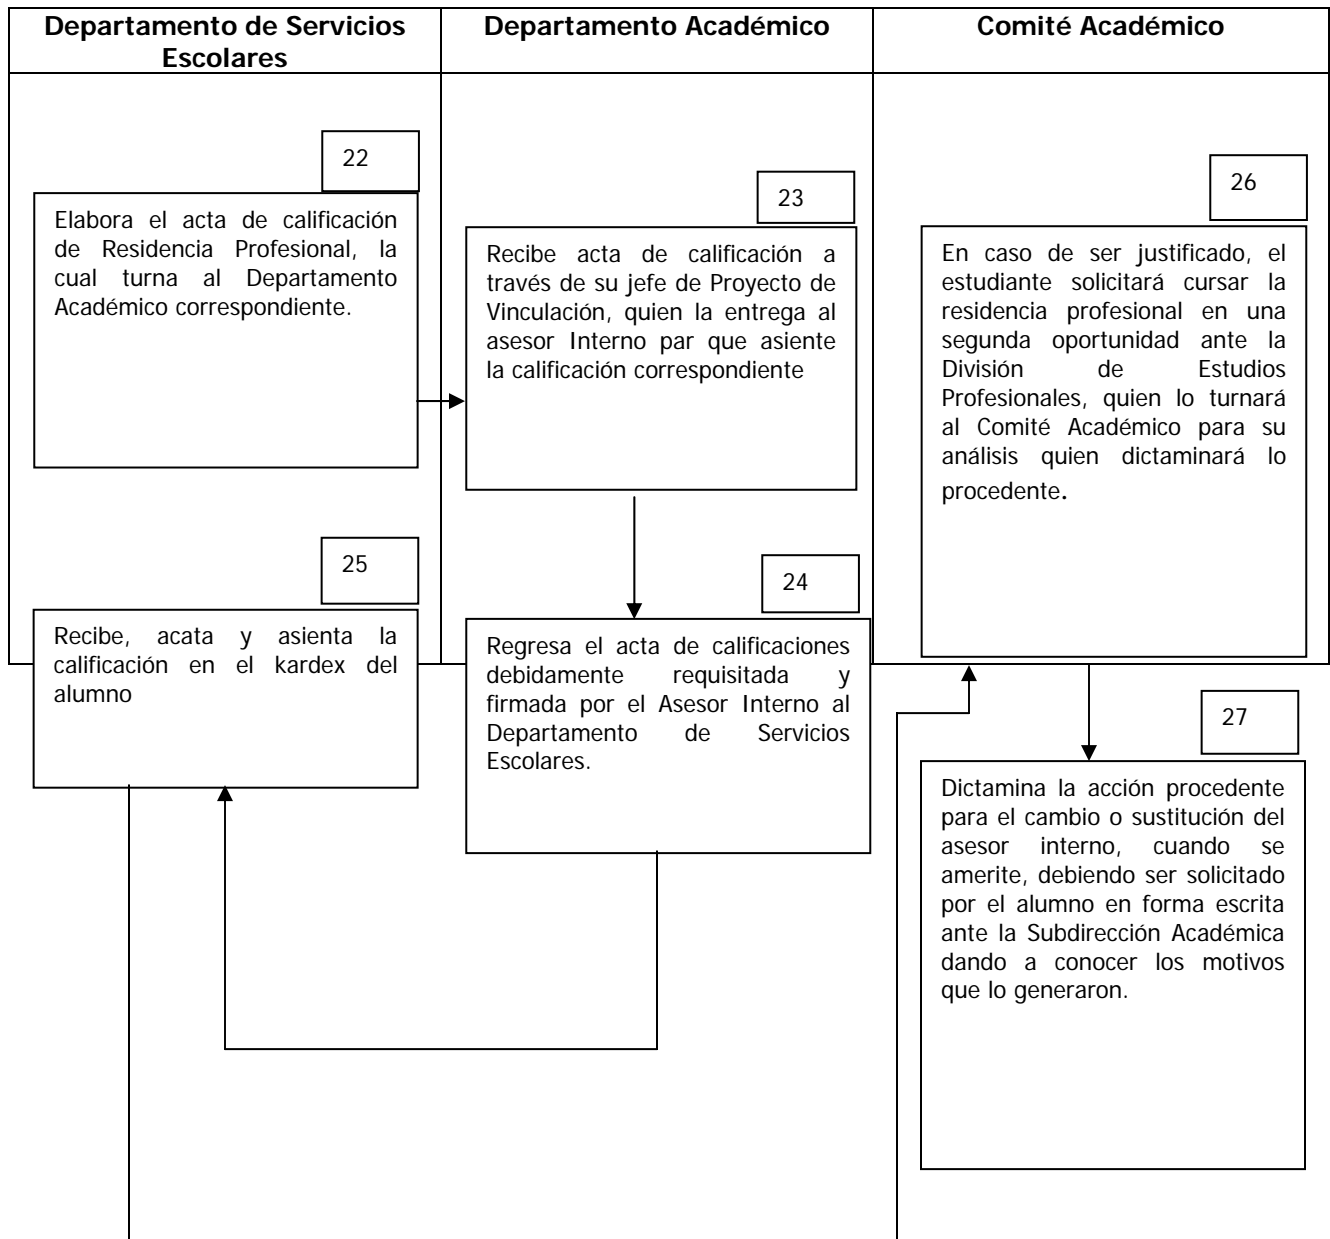 Departamento de Servicios
Escolares
Departamento Académico
Comité Académico
22
Elabora el acta de calificación
de Residencia Profesional, la
cual turna al Departamento
Académico correspondiente.
23
Recibe acta de calificación a
través de su jefe de Proyecto de
Vinculación, quien la entrega al
asesor Interno par que asiente
la calificación correspondiente
26
En caso de ser justificado, el
estudiante solicitará cursar la
residencia profesional en una
segunda oportunidad ante la
División de Estudios
Profesionales, quien lo turnará
al Comité Académico para su
análisis quien dictaminará lo
procedente.
25
Recibe, acata y asienta la
calificación en el kardex del
alumno
24
Regresa el acta de calificaciones
debidamente requisitada y
firmada por el Asesor Interno al
Departamento de Servicios
Escolares.
27
Dictamina la acción procedente
para el cambio o sustitución del
asesor interno, cuando se
amerite, debiendo ser solicitado
por el alumno en forma escrita
ante la Subdirección Académica
dando a conocer los motivos
que lo generaron.